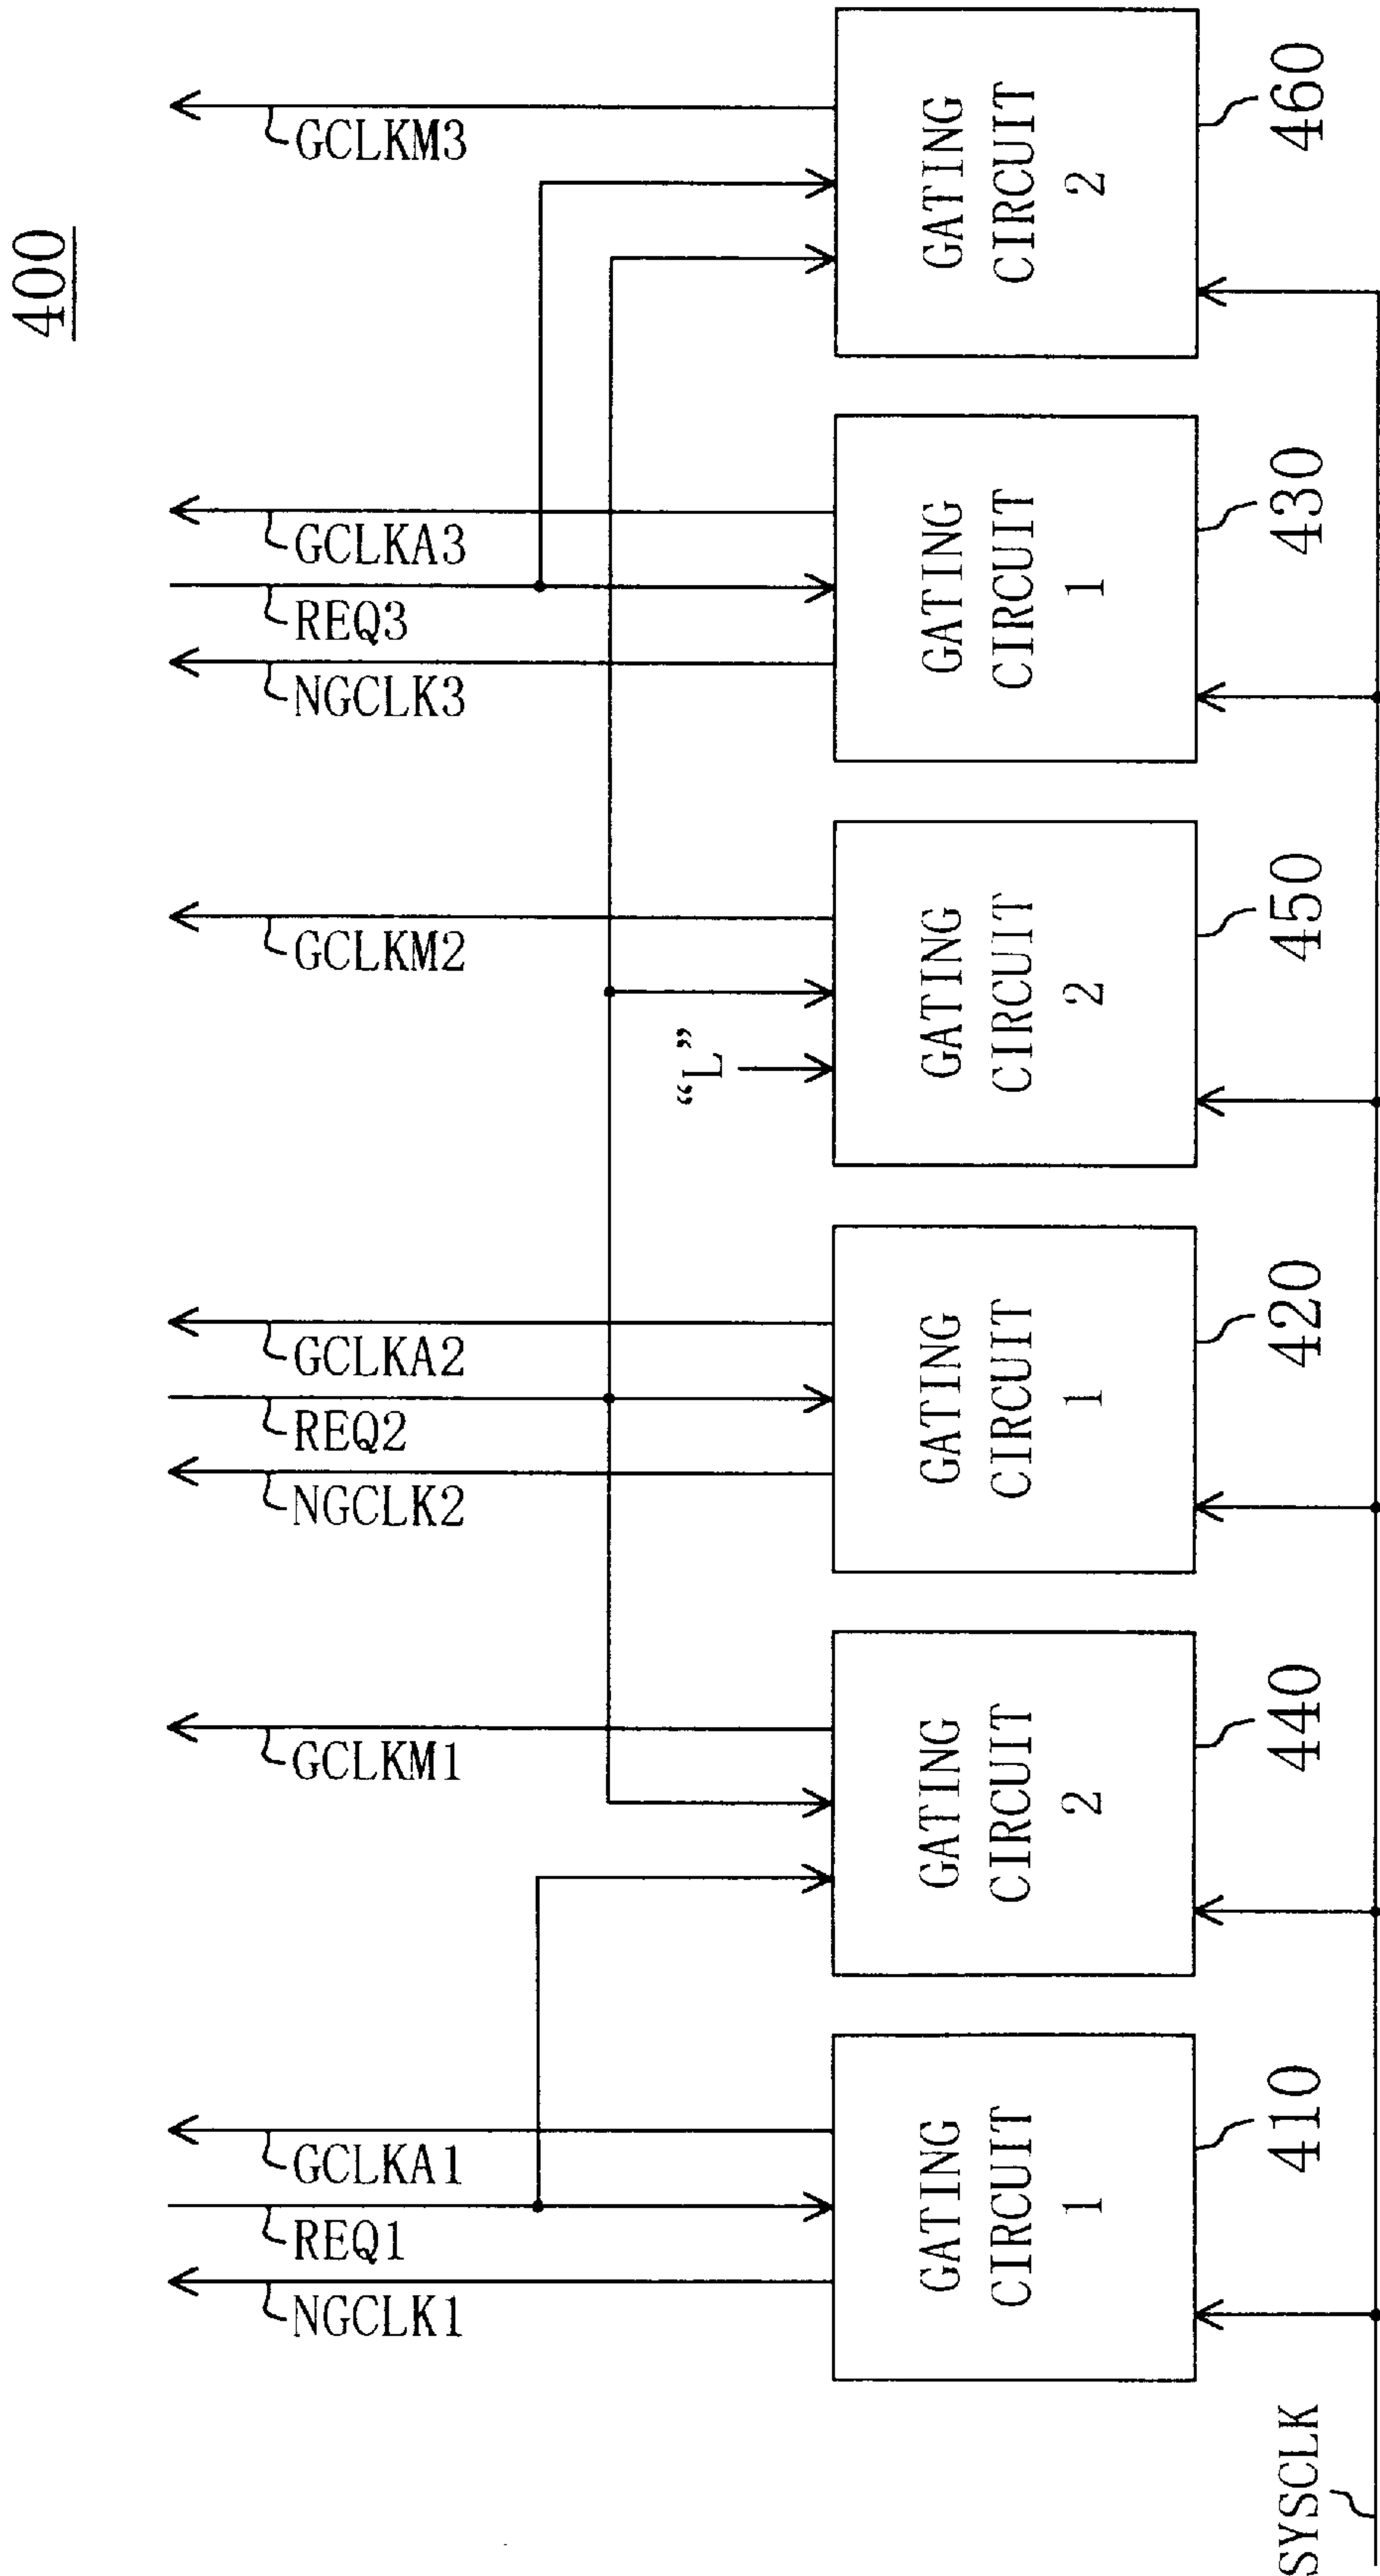 400
NGCLK1
REQ1
GCLKA1
GCLKM1
NGCLK2
REQ2
GCLKA2
GCLKM2
NGCLK3
REQ3
GCLKA3
GCLKM3
“L”
GATING
CIRCUIT
1
GATING
CIRCUIT
2
GATING
CIRCUIT
1
GATING
CIRCUIT
2
GATING
CIRCUIT
1
GATING
CIRCUIT
2
SYSCLK
410
440
420
450
430
460